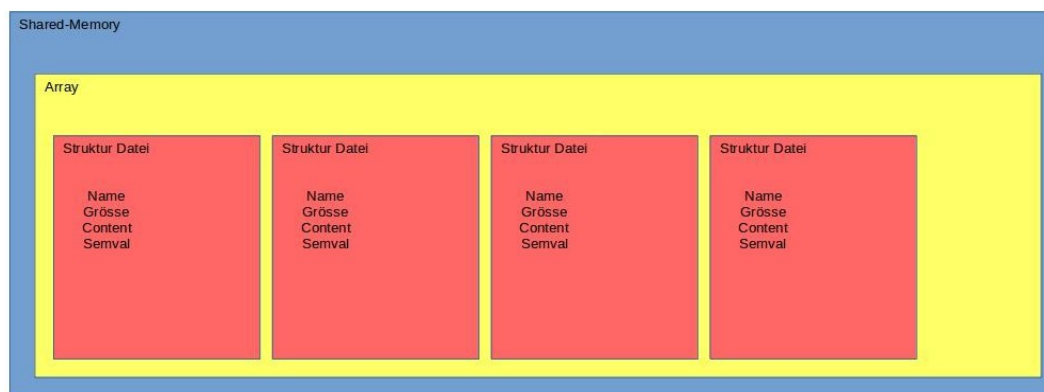 Shared-Memory
Array
Struktur Datei
Name
Grösse
Content
Semval
Struktur Datei
Name
Grösse
Content
Semval
Struktur Datei
Name
Grösse
Content
Semval
Struktur Datei
Name
Grösse
Content
Semval